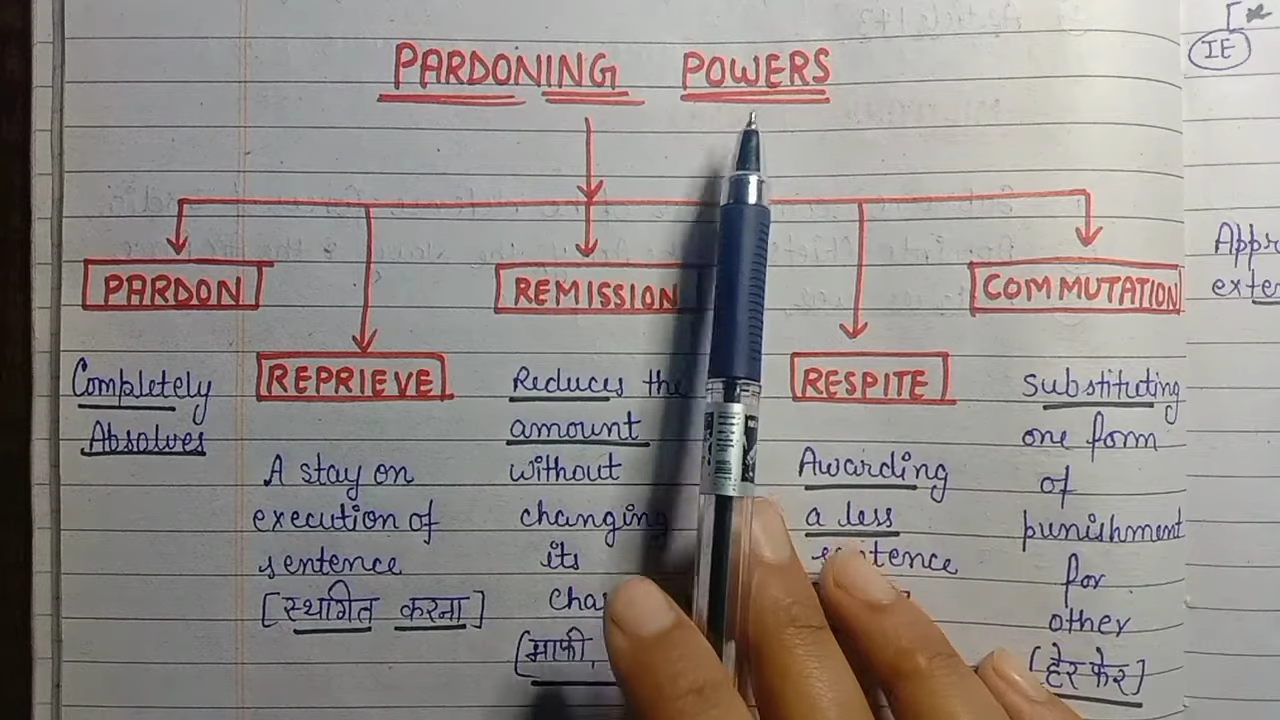 PARDONING POWERS
PARDON
REMISSION
COMMUTATION
REPRIEVE
RESPITE
Completely
Absolves
A stay on
execution of
sentence
[स्थगित करना]
Reduces the
amount
without
changing
its
(माफी,
Awarding
a less
sentence
substituting
one form
of
punishment
for
other
[हेर फेर]
IE